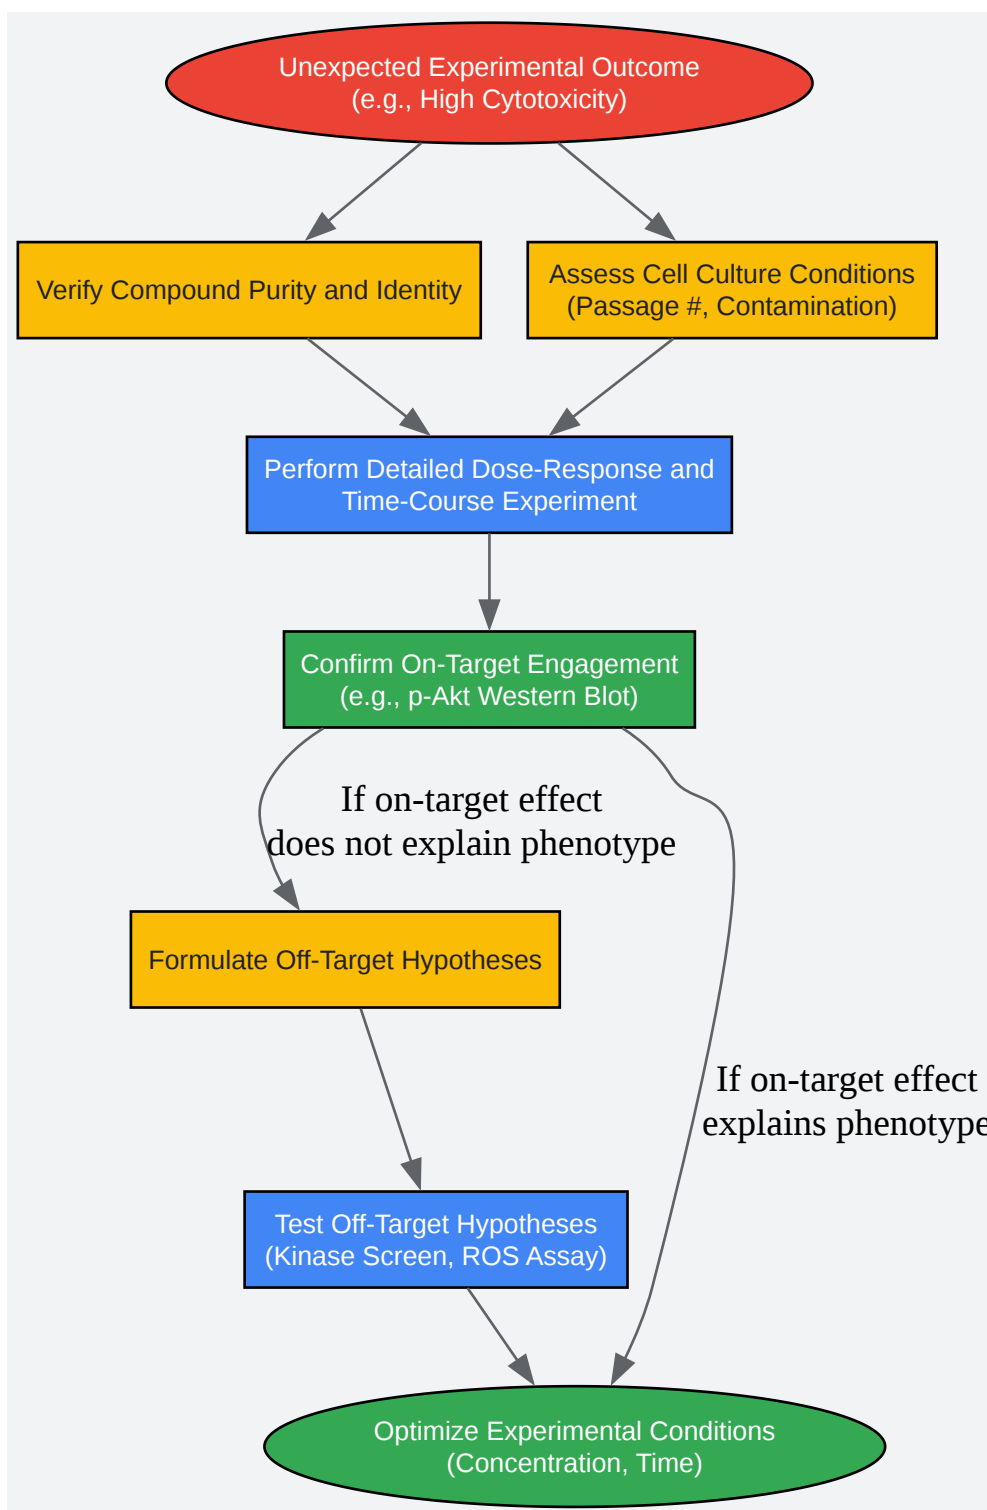 Unexpected Experimental Outcome
(e.g., High Cytotoxicity)
Verify Compound Purity and Identity
Assess Cell Culture Conditions
(Passage #, Contamination)
Perform Detailed Dose-Response and
Time-Course Experiment
Confirm On-Target Engagement
(e.g., p-Akt Western Blot)
If on-target effect
does not explain phenotype
Formulate Off-Target Hypotheses
If on-target effect
explains phenotype
Test Off-Target Hypotheses
(Kinase Screen, ROS Assay)
Optimize Experimental Conditions
(Concentration, Time)